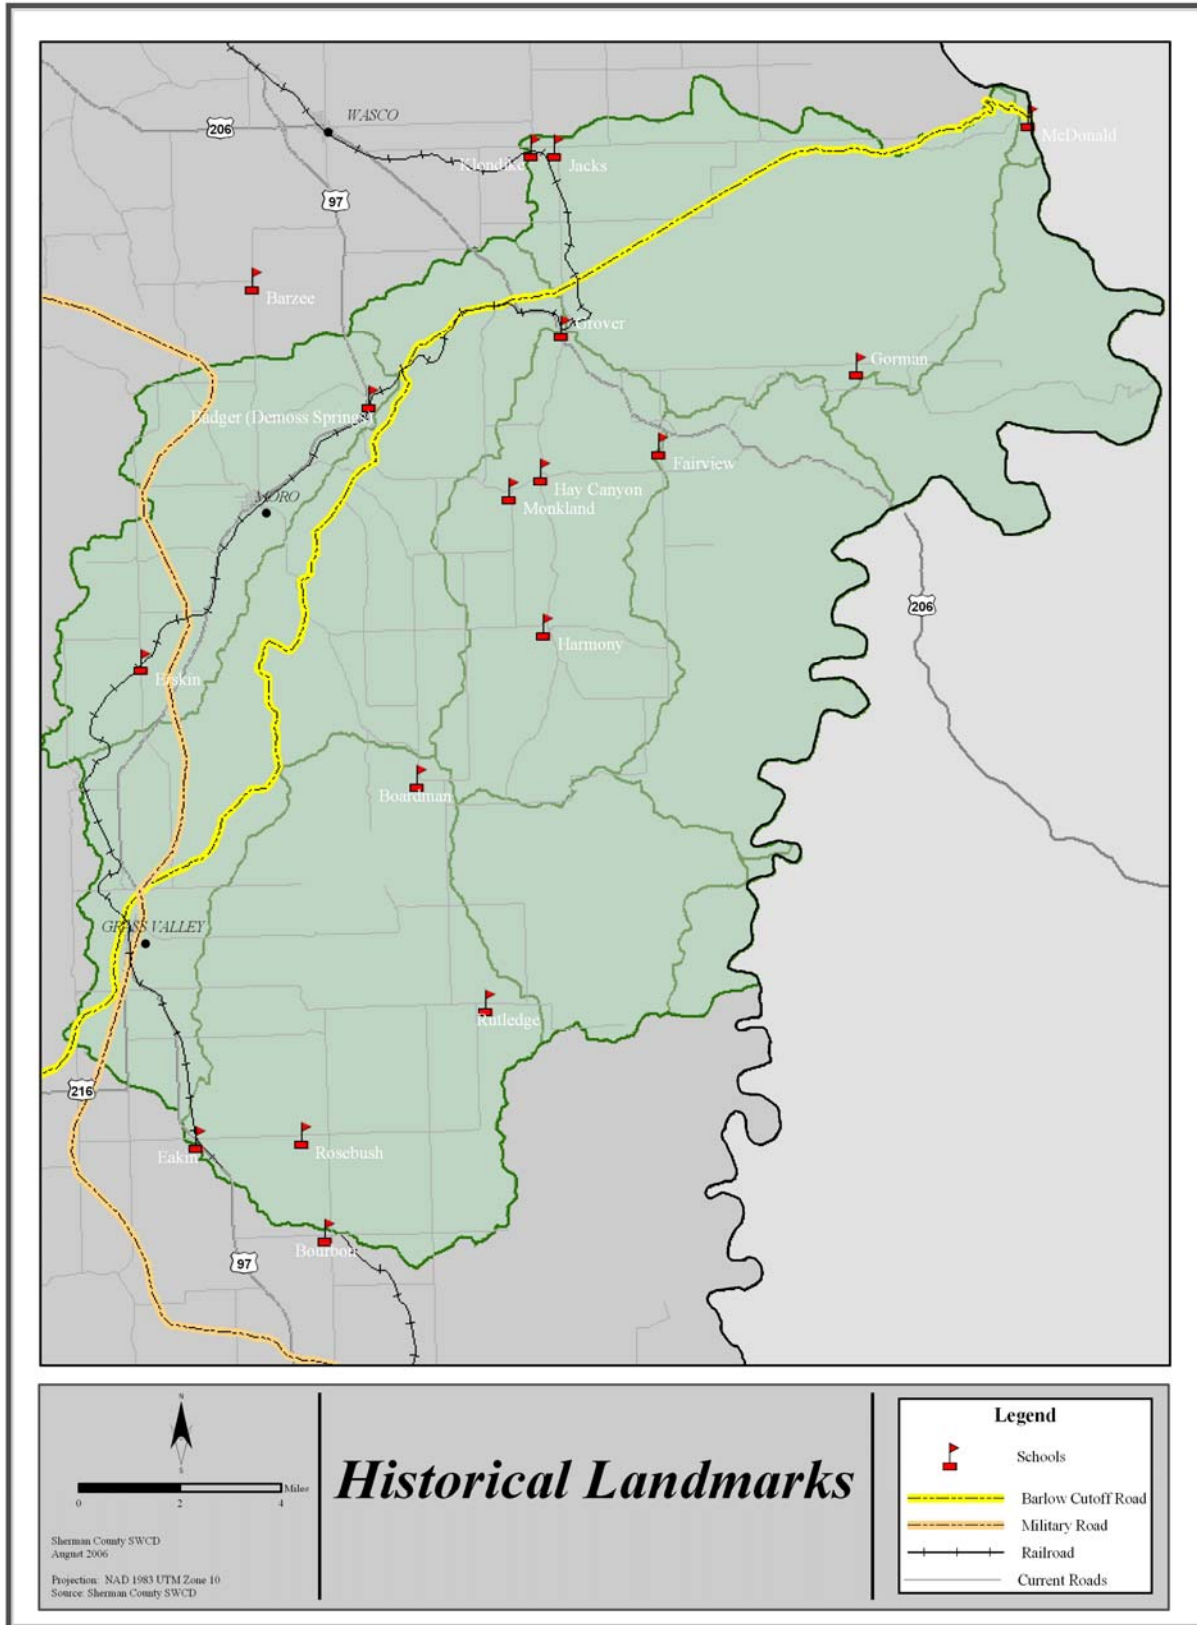 WASCO
206
McDonald
Klondike
Jacks
97
Barzee
Grover
Gorman
Badger (Demoss Springs)
Fairview
Hay Canyon
MORO
Monkland
206
Harmony
Erskin
Boardman
GRASS VALLEY
Rutledge
216
Rosebush
Eakin
Bourbon
97
N
S
Miles
0 2 4
Sherman County SWCD
August 2006
Projection: NAD 1983 UTM Zone 10
Source: Sherman County SWCD
Historical Landmarks
Legend
Schools
Barlow Cutoff Road
Military Road
Railroad
Current Roads